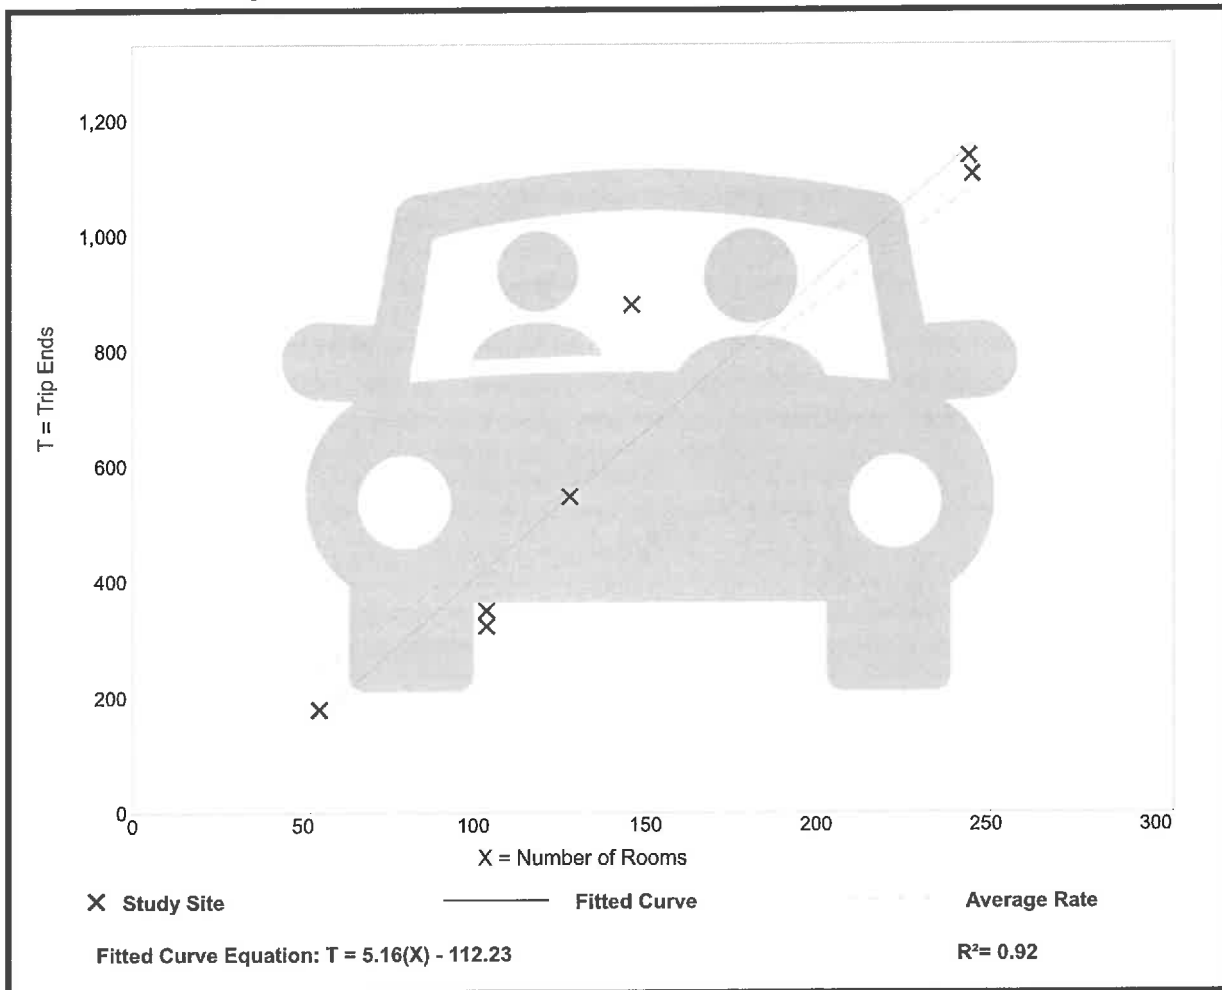 1,200
1,000
800
600
400
200
0
T = Trip Ends
0 50 100 150 200 250 300
X = Number of Rooms
Study Site Fitted Curve Average Rate
Fitted Curve Equation: T = 5.16(X) - 112.23 R²= 0.92